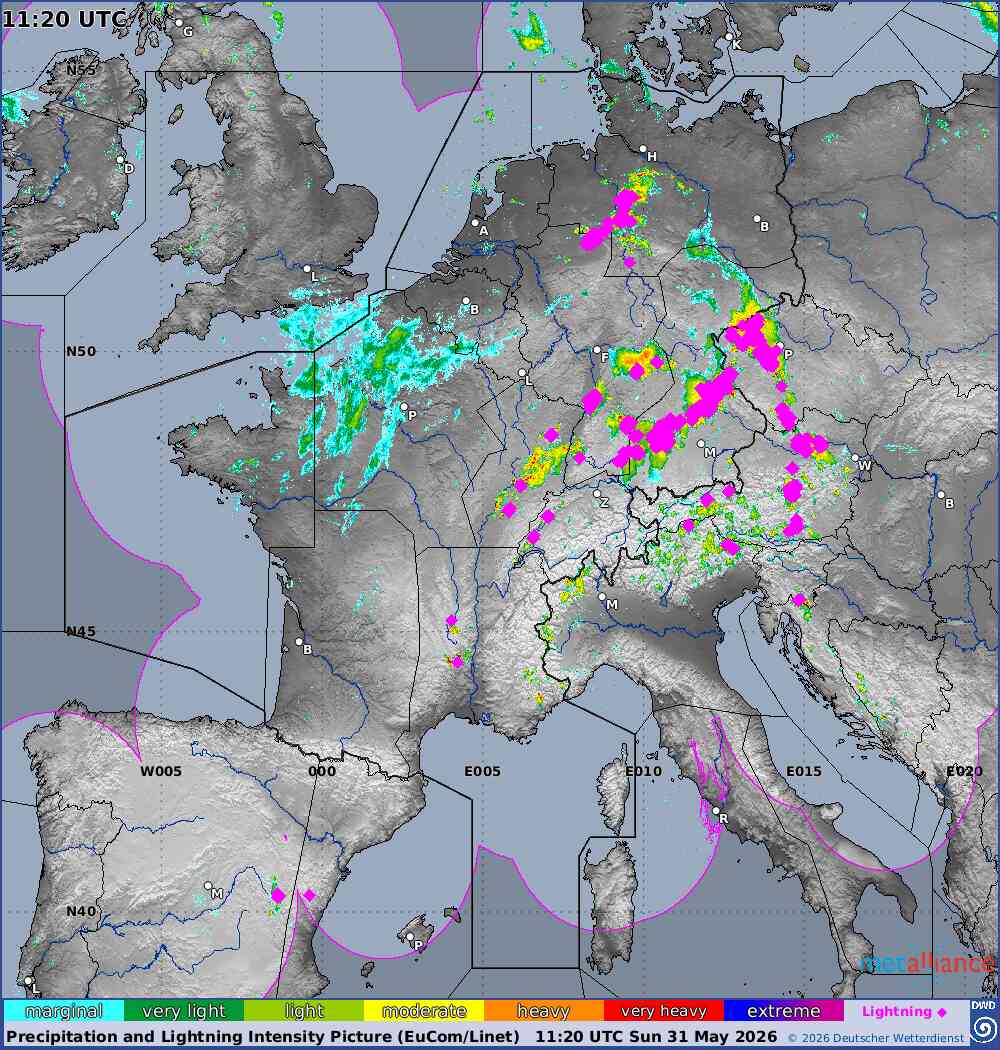 11:20 UTC
G
K
N55
D
H
A
B
L
B
N50
F
P
L
P
M
W
Z
B
M
N45
B
W005
000
E005
E010
E015
E020
R
M
N40
P
L
metalliance
marginal very light light moderate heavy very heavy extreme Lightning
DWD
Precipitation and Lightning Intensity Picture (EuCom/Linet) 11:20 UTC Sun 31 May 2026 © 2026 Deutscher Wetterdienst